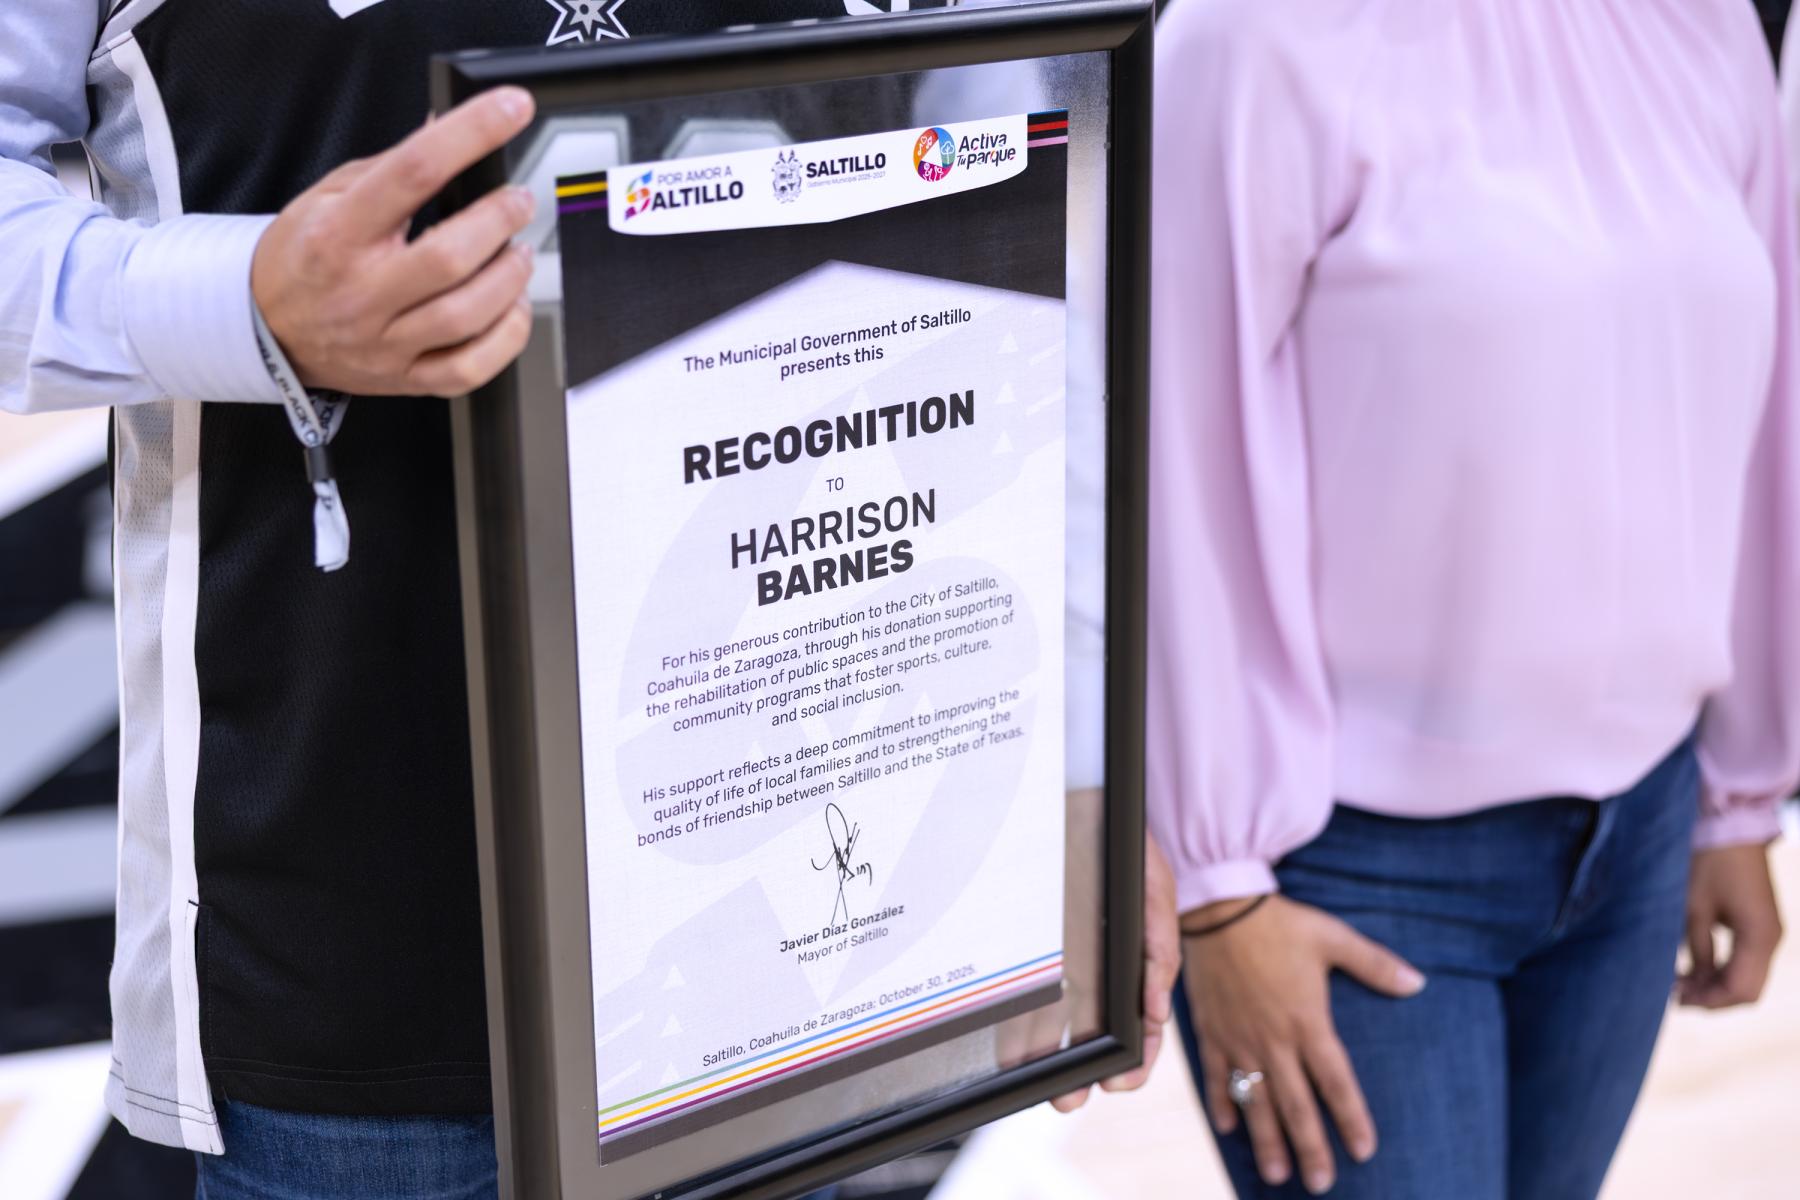 POR AMOR A
SALTILLO
SALTILLO
Gobierno Municipal 2025-2027
Activa
Tu parque
The Municipal Government of Saltillo
presents this
RECOGNITION
TO
HARRISON
BARNES
For his generous contribution to the City of Saltillo,
Coahuila de Zaragoza, through his donation supporting
the rehabilitation of public spaces and the promotion of
community programs that foster sports, culture,
and social inclusion.
His support reflects a deep commitment to improving the
quality of life of local families and to strengthening the
bonds of friendship between Saltillo and the State of Texas.
Javier Díaz González
Mayor of Saltillo
Saltillo, Coahuila de Zaragoza; October 30, 2025.